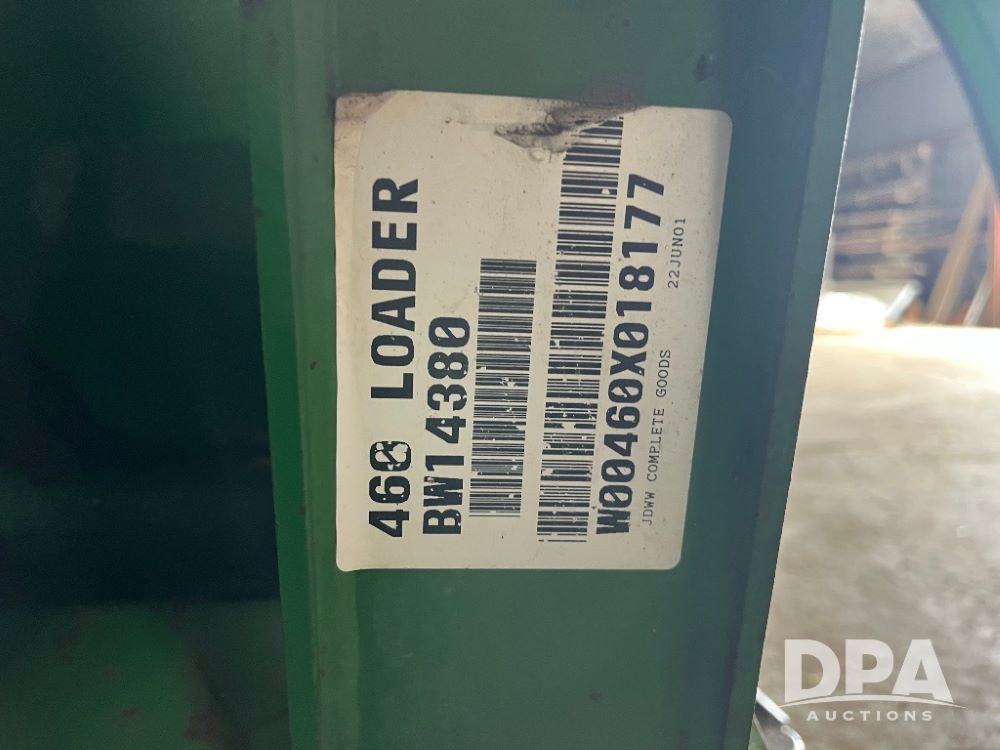 460 LOADER
BW14380
W00460X018177
JDWW COMPLETE GOODS 22JUN01
DPA
AUCTIONS